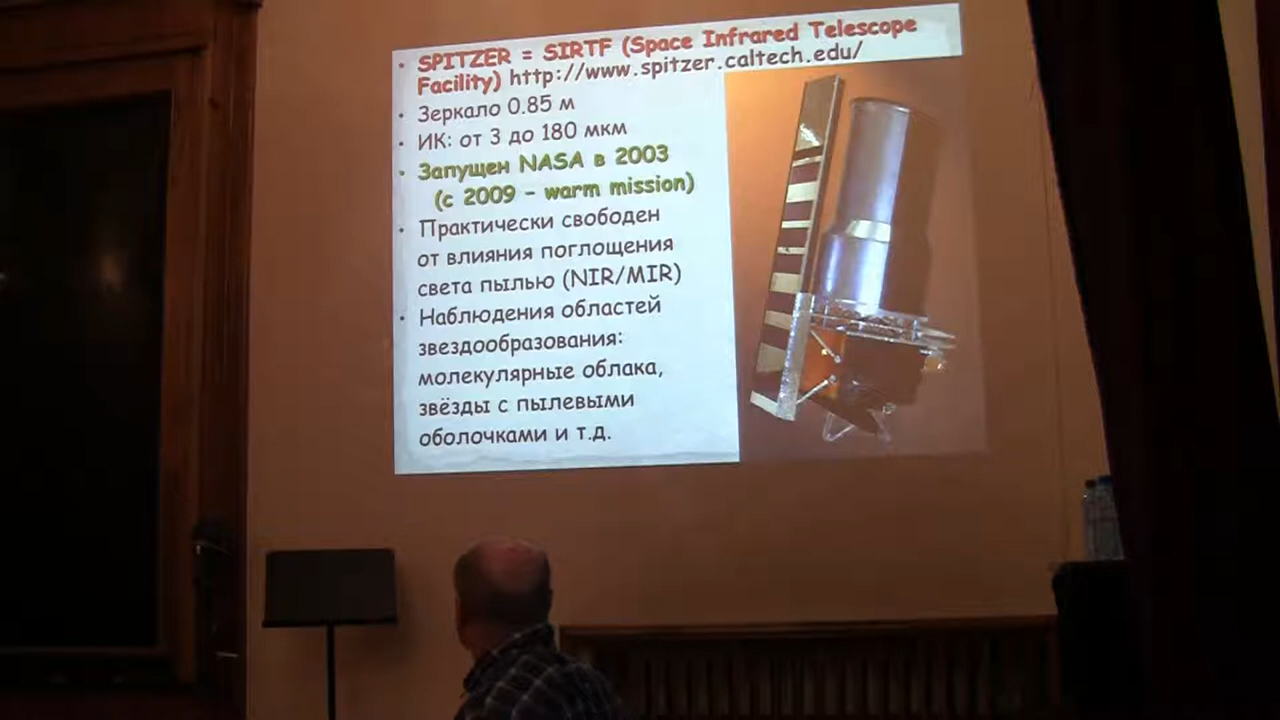 • SPITZER = SIRTF (Space Infrared Telescope
Facility) http://www.spitzer.caltech.edu/
• Зеркало 0.85 м
• ИК: от 3 до 180 мкм
• Запущен NASA в 2003
(с 2009 – warm mission)
• Практически свободен
от влияния поглощения
света пылью (NIR/MIR)
• Наблюдения областей
звездообразования:
молекулярные облака,
звёзды с пылевыми
оболочками и т.д.